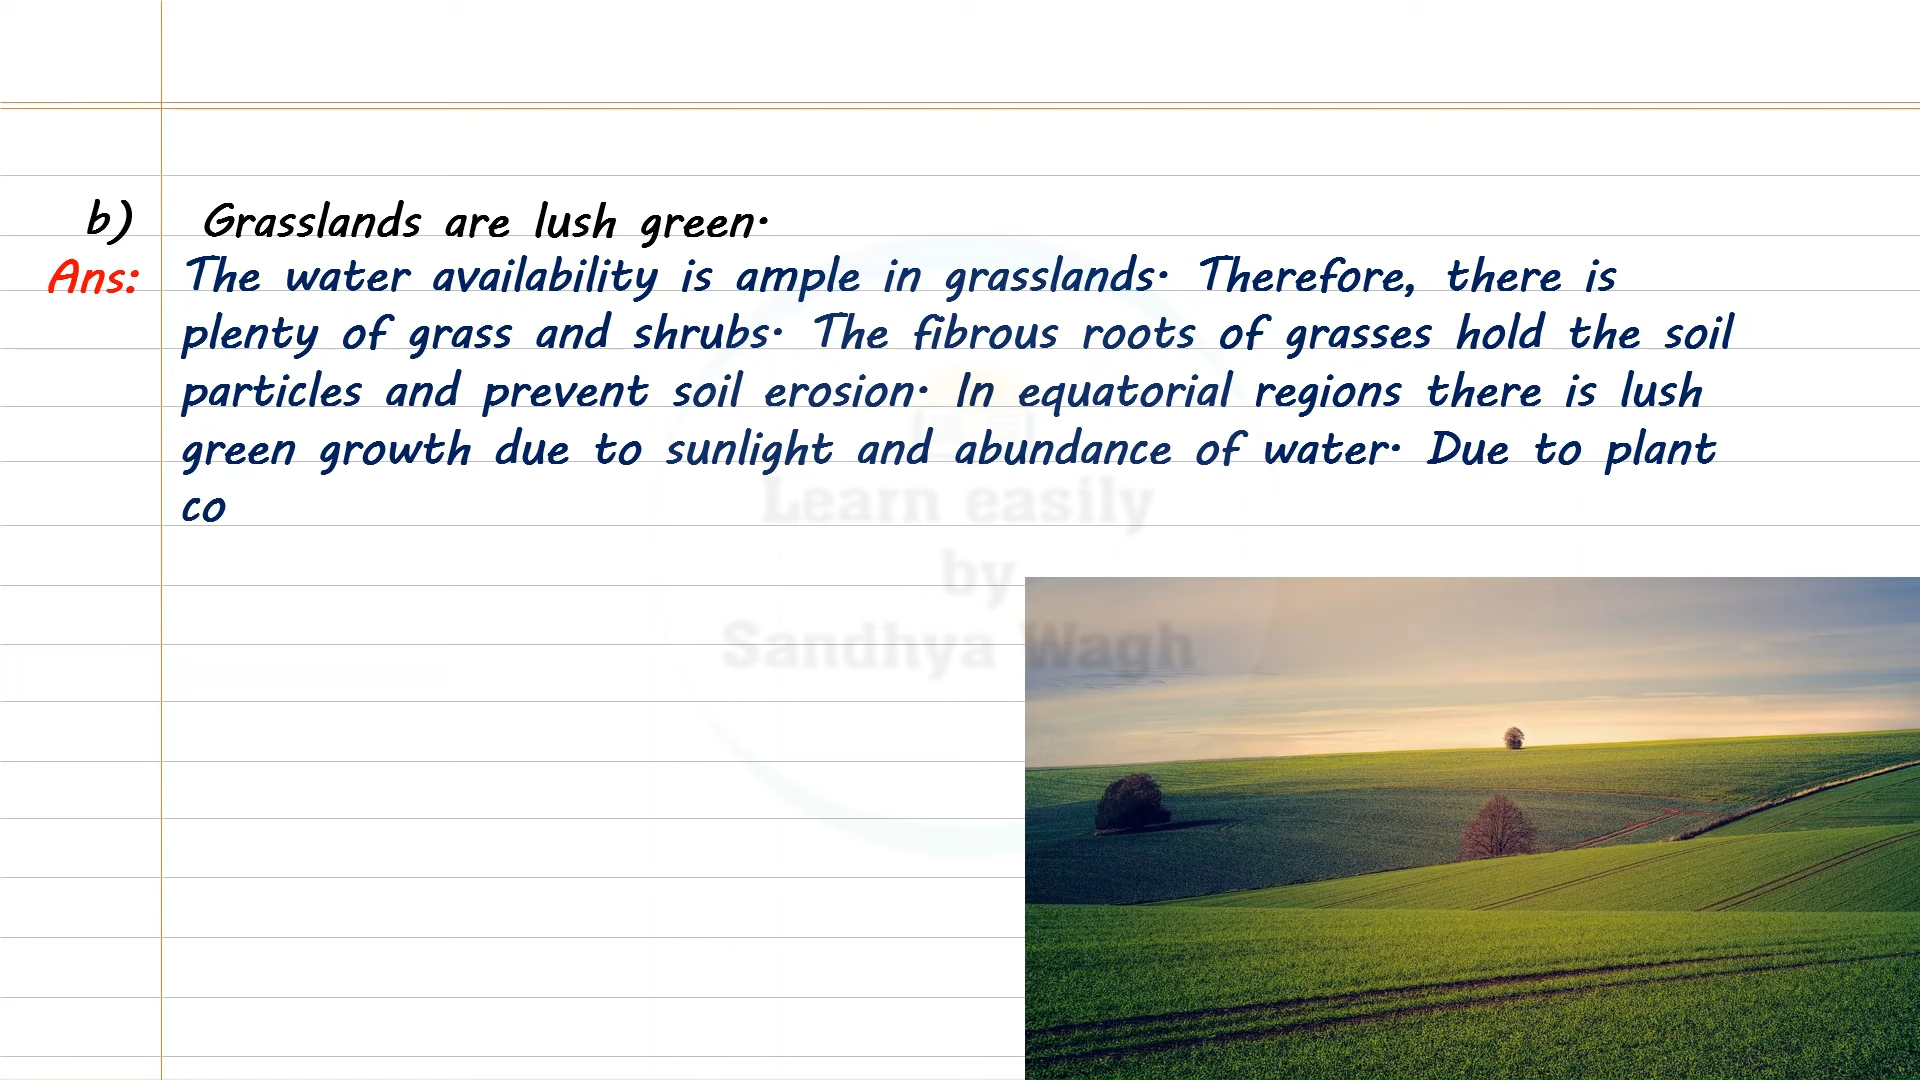 b) Grasslands are lush green.
Ans: The water availability is ample in grasslands. Therefore, there is
plenty of grass and shrubs. The fibrous roots of grasses hold the soil
particles and prevent soil erosion. In equatorial regions there is lush
green growth due to sunlight and abundance of water. Due to plant
co
Learn easily
by
Sandhya Wagh